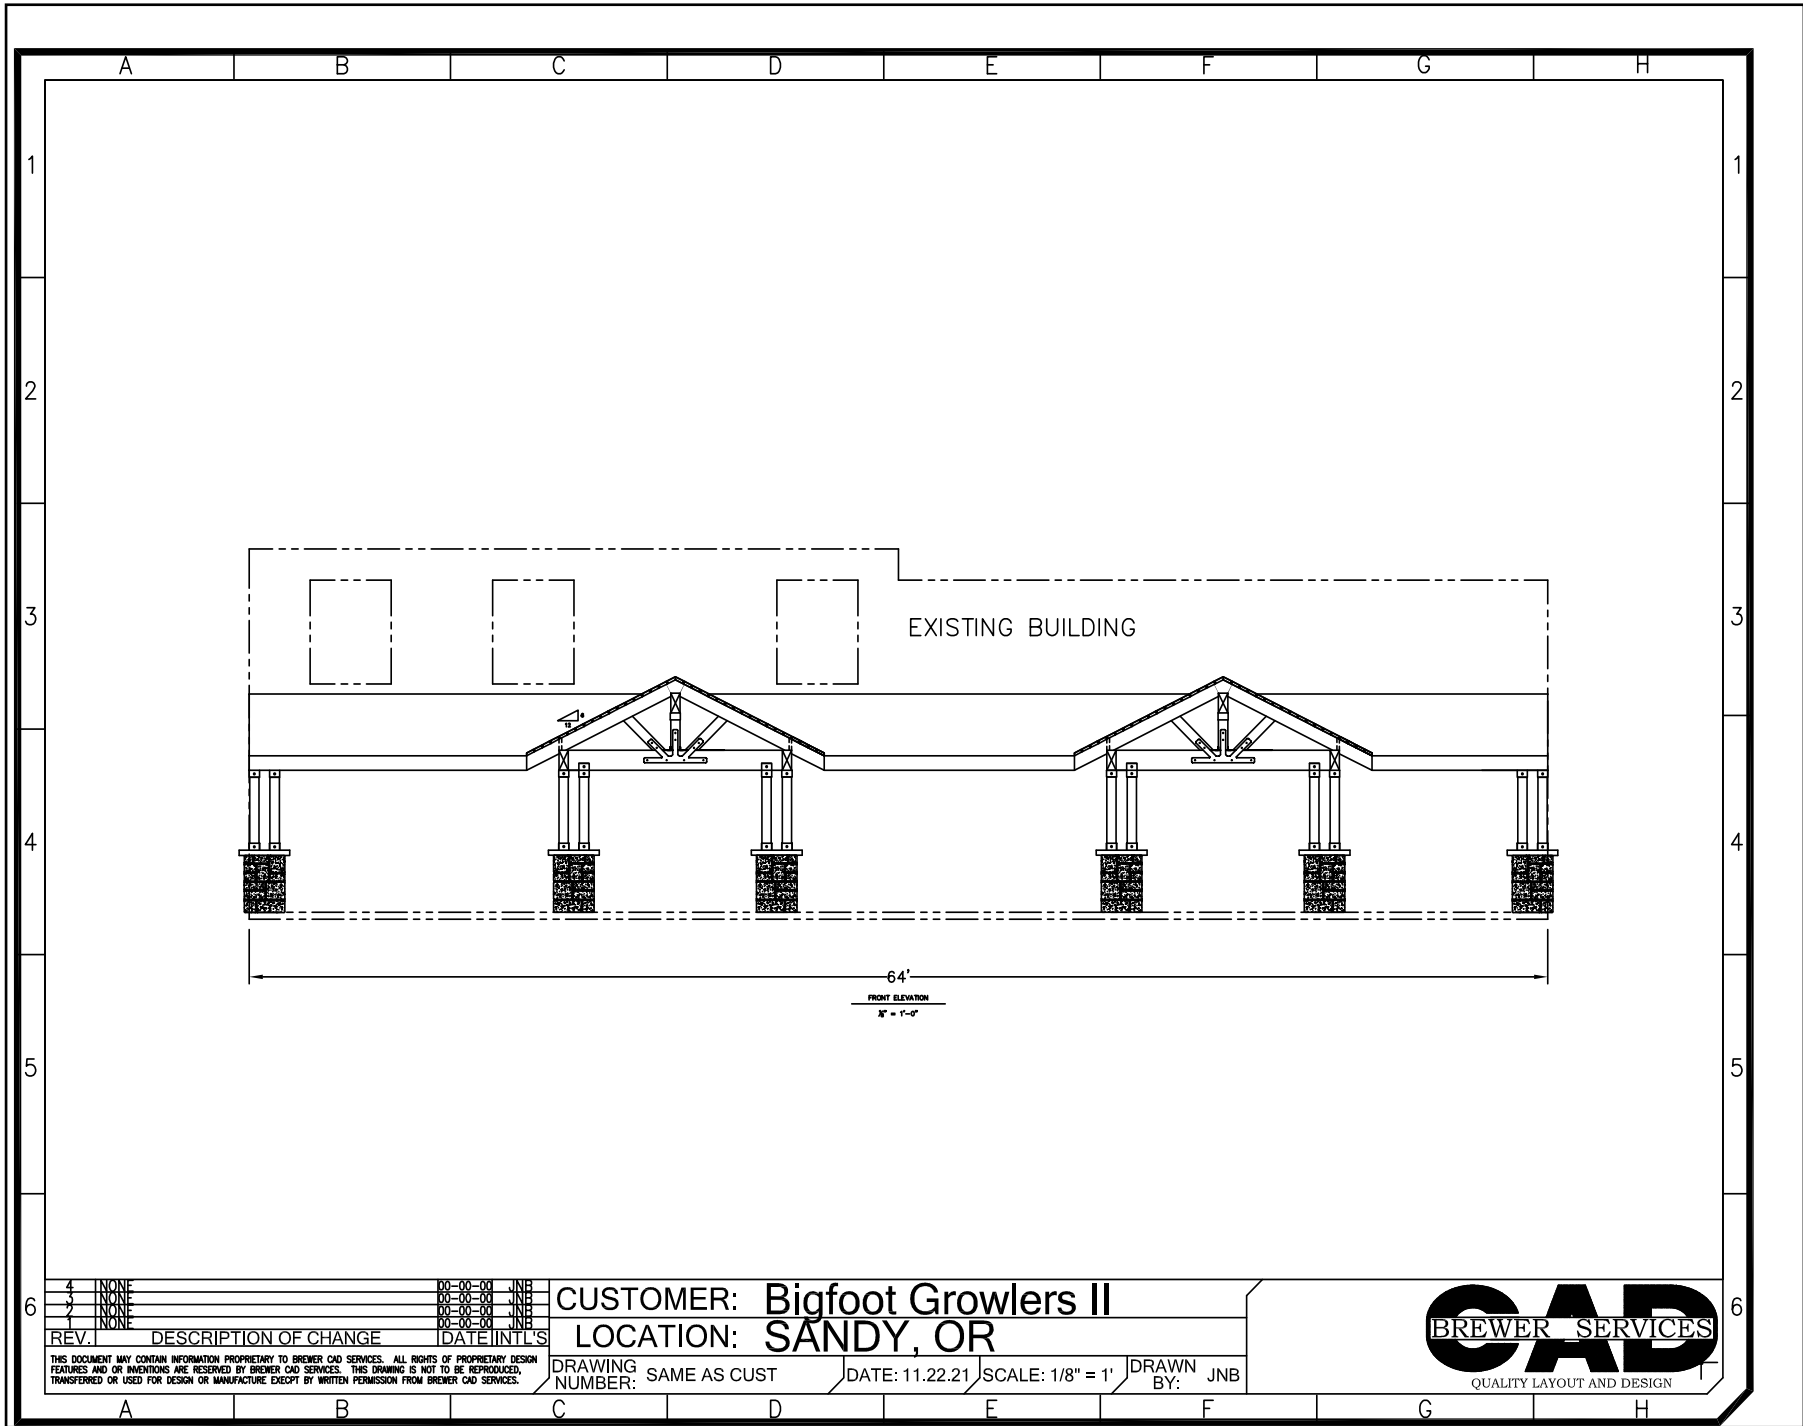 A B C D E F G H
1 1
2 2
3 3
EXISTING BUILDING
6
12
4 4
64'
FRONT ELEVATION
⅛" = 1'-0"
5 5
4 NONE 00-00-00 JNB
3 NONE 00-00-00 JNB
2 NONE 00-00-00 JNB
1 NONE 00-00-00 JNB
REV. DESCRIPTION OF CHANGE DATE INTL'S
THIS DOCUMENT MAY CONTAIN INFORMATION PROPRIETARY TO BREWER CAD SERVICES. ALL RIGHTS OF PROPRIETARY DESIGN
FEATURES AND OR INVENTIONS ARE RESERVED BY BREWER CAD SERVICES. THIS DRAWING IS NOT TO BE REPRODUCED,
TRANSFERRED OR USED FOR DESIGN OR MANUFACTURE EXECPT BY WRITTEN PERMISSION FROM BREWER CAD SERVICES.
CUSTOMER: Bigfoot Growlers II
LOCATION: SANDY, OR
DRAWING NUMBER: SAME AS CUST
DATE: 11.22.21
SCALE: 1/8" = 1'
DRAWN BY: JNB
CAD
BREWER SERVICES
QUALITY LAYOUT AND DESIGN
6 6
A B C D E F G H